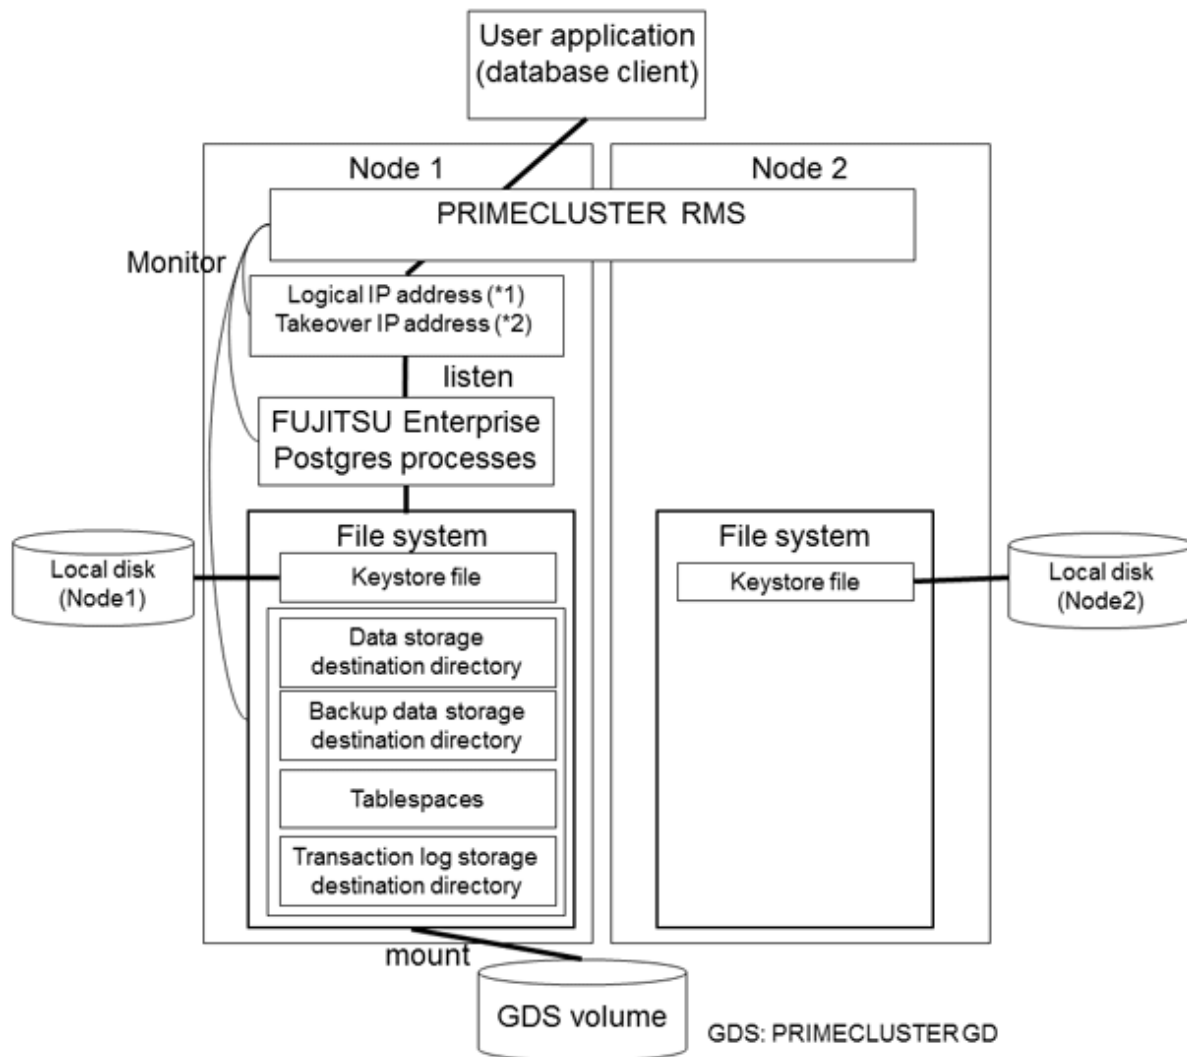 User application
(database client)
Node 1
Node 2
PRIMECLUSTER RMS
Monitor
Logical IP address (*1)
Takeover IP address (*2)
listen
FUJITSU Enterprise
Postgres processes
File system
File system
Local disk
(Node1)
Keystore file
Keystore file
Local disk
(Node2)
Data storage
destination directory
Backup data storage
destination directory
Tablespaces
Transaction log storage
destination directory
mount
GDS volume
GDS: PRIMECLUSTER GD